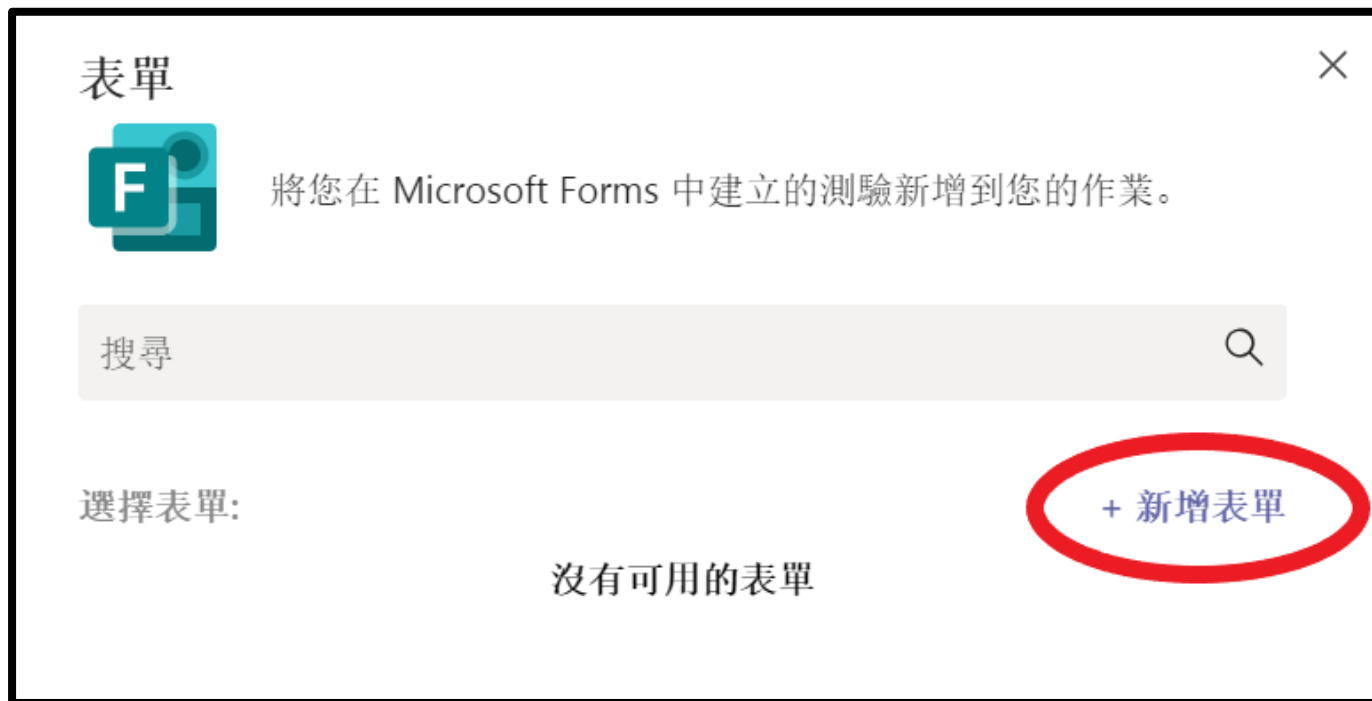 表單
F
將您在 Microsoft Forms 中建立的測驗新增到您的作業。
搜尋
選擇表單:
+ 新增表單
沒有可用的表單